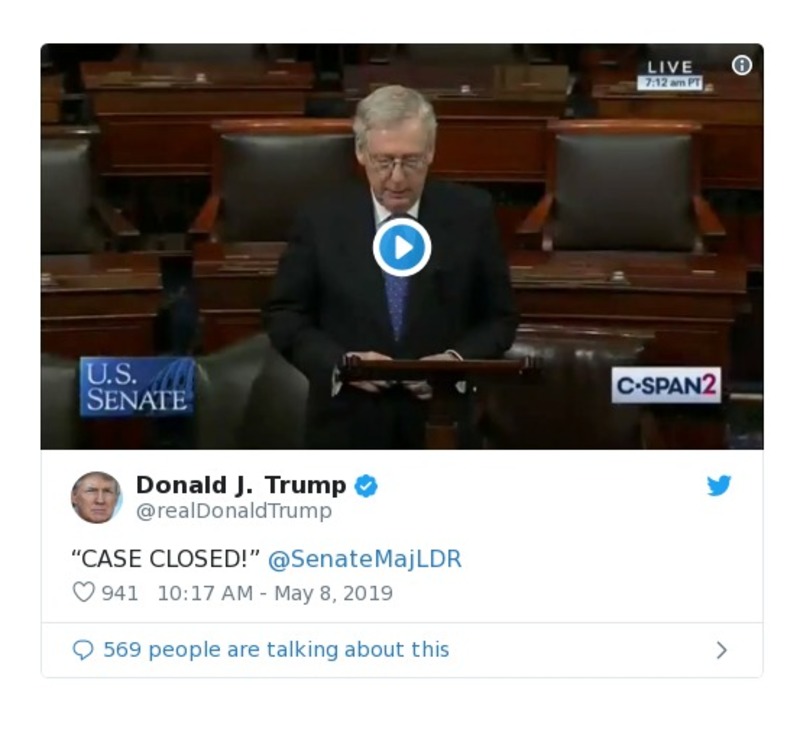 LIVE
7:12 am PT
U.S.
SENATE
C-SPAN2
Donald J. Trump
@realDonaldTrump
“CASE CLOSED!” @SenateMajLDR
941 10:17 AM - May 8, 2019
569 people are talking about this